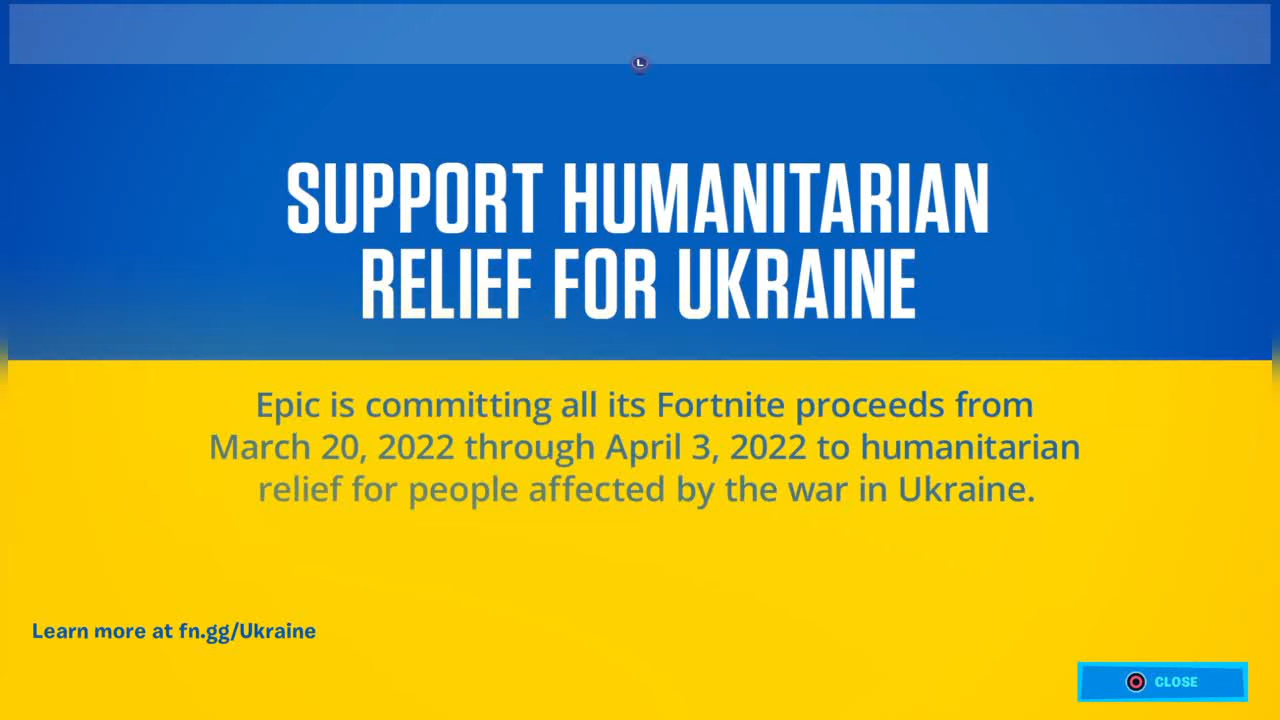 L
SUPPORT HUMANITARIAN
RELIEF FOR UKRAINE
Epic is committing all its Fortnite proceeds from
March 20, 2022 through April 3, 2022 to humanitarian
relief for people affected by the war in Ukraine.
Learn more at fn.gg/Ukraine
CLOSE